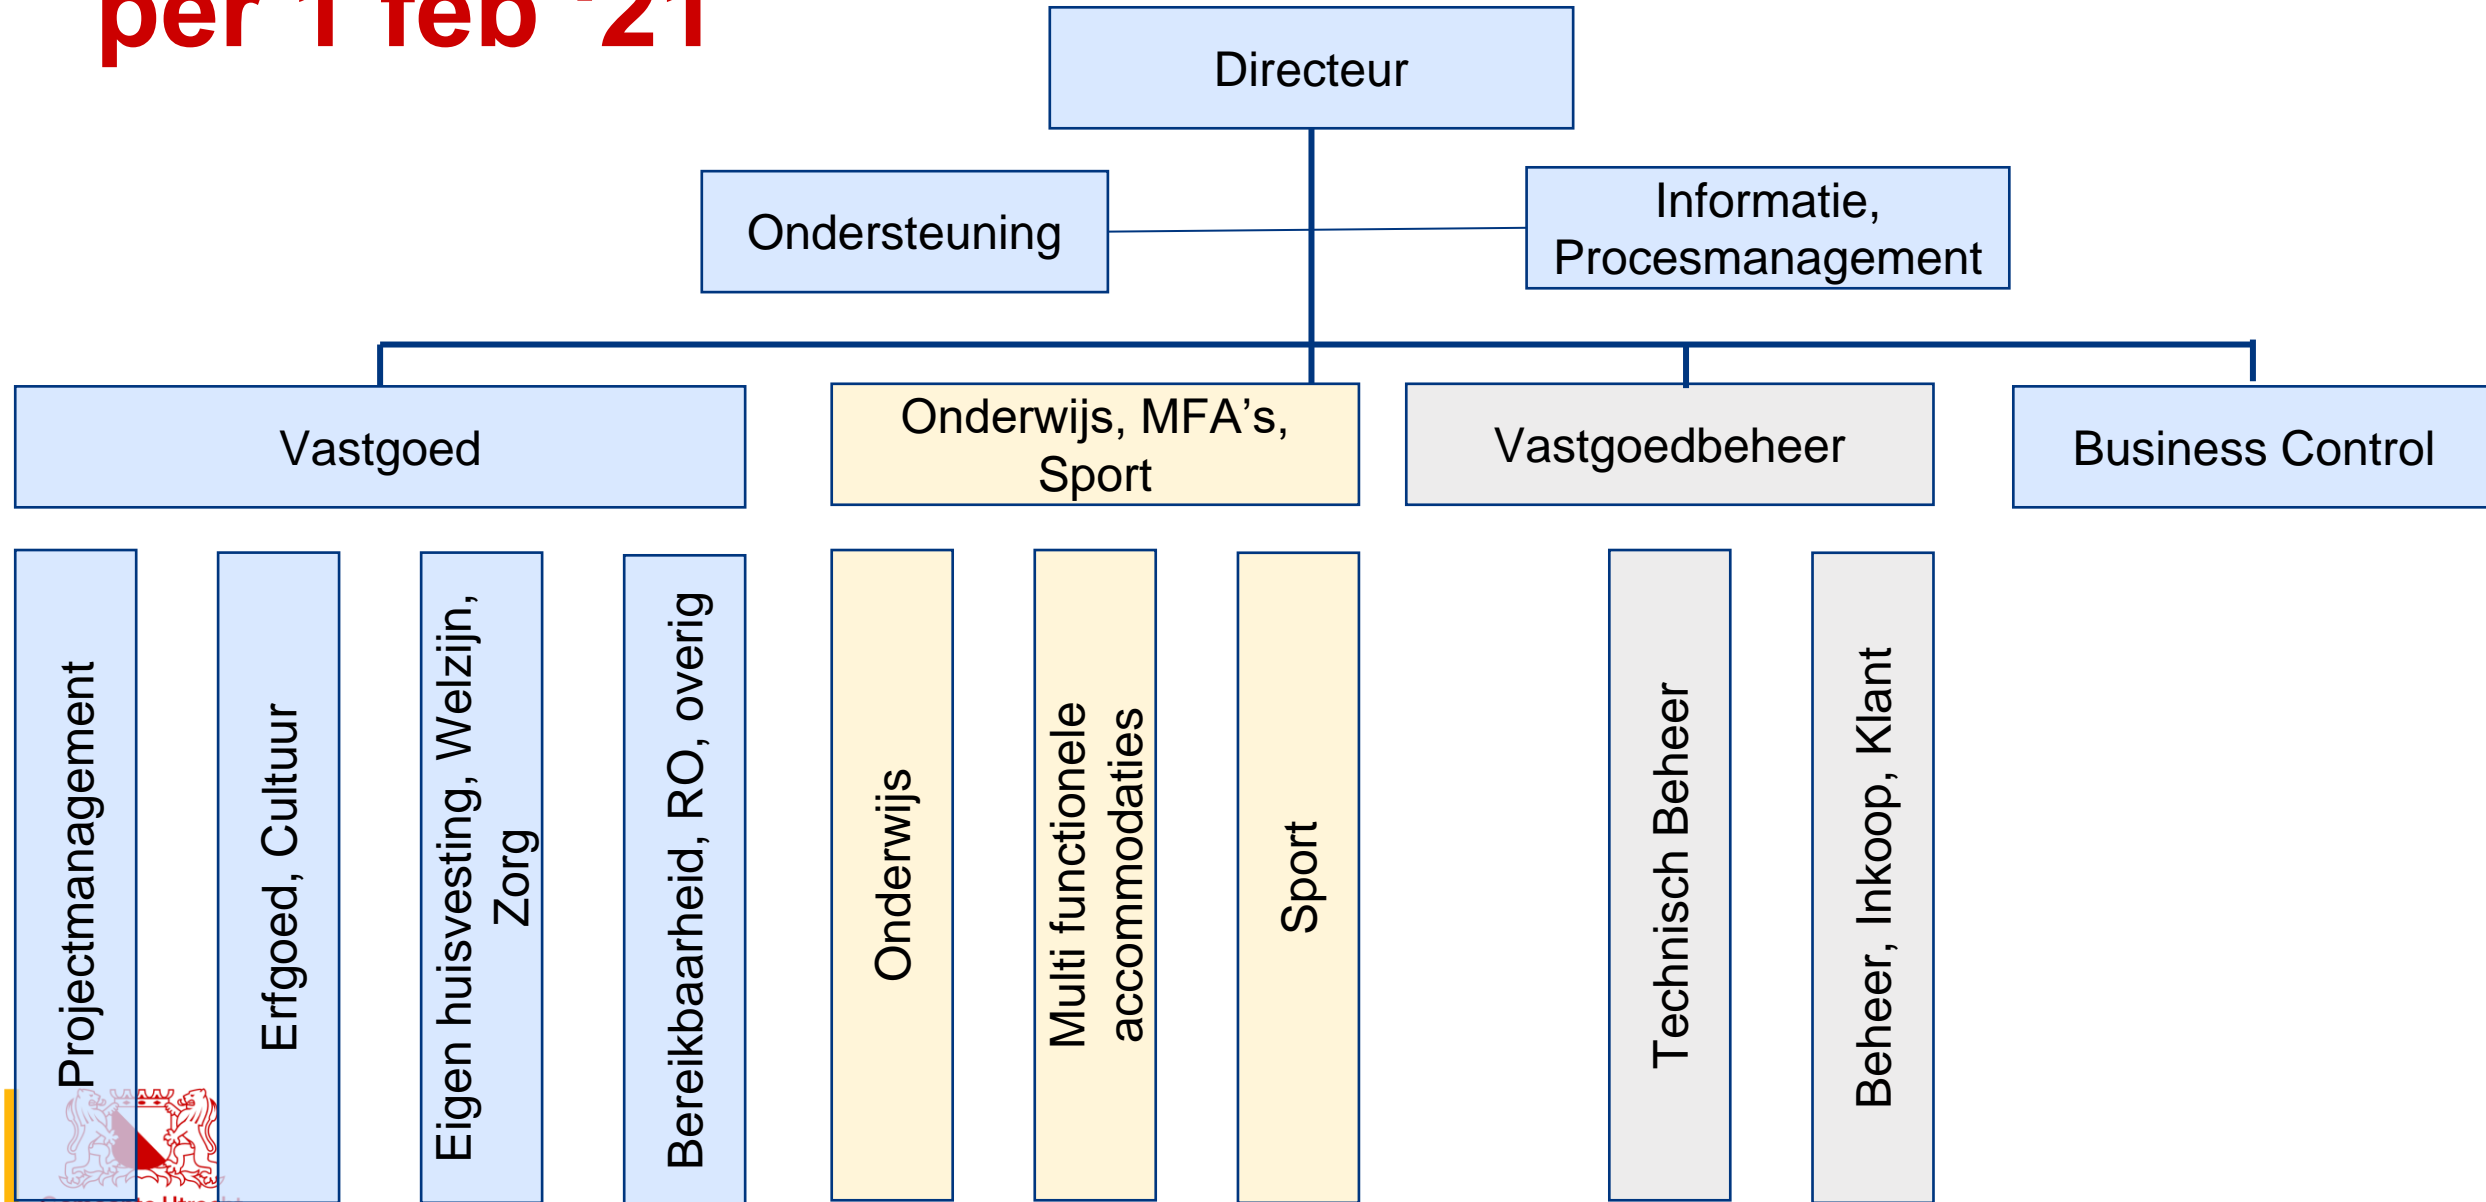 per 1 feb '21
Directeur
Ondersteuning
Informatie,
Procesmanagement
Vastgoed
Onderwijs, MFA’s,
Sport
Vastgoedbeheer
Business Control
Projectmanagement
Erfgoed, Cultuur
Eigen huisvesting, Welzijn,
Zorg
Bereikbaarheid, RO, overig
Onderwijs
Multi functionele
accommodaties
Sport
Technisch Beheer
Beheer, Inkoop, Klant